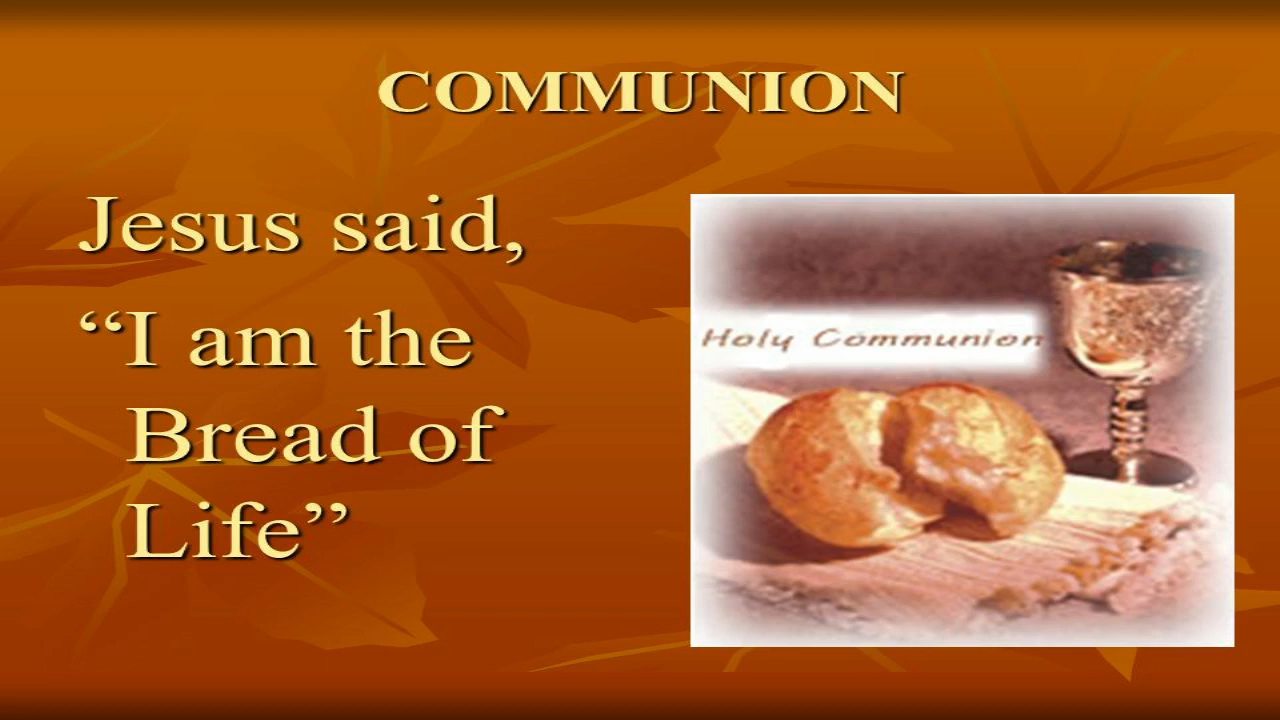 COMMUNION
Jesus said,
“I am the
Bread of
Life”
Holy Communion